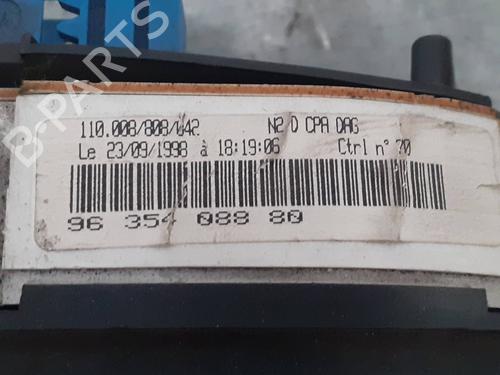 110.008/808/042 N2 D CPA DAG
Le 23/09/1998 à 18:19:06 Ctrl n° 70
96 354 088 80
B-PARTS